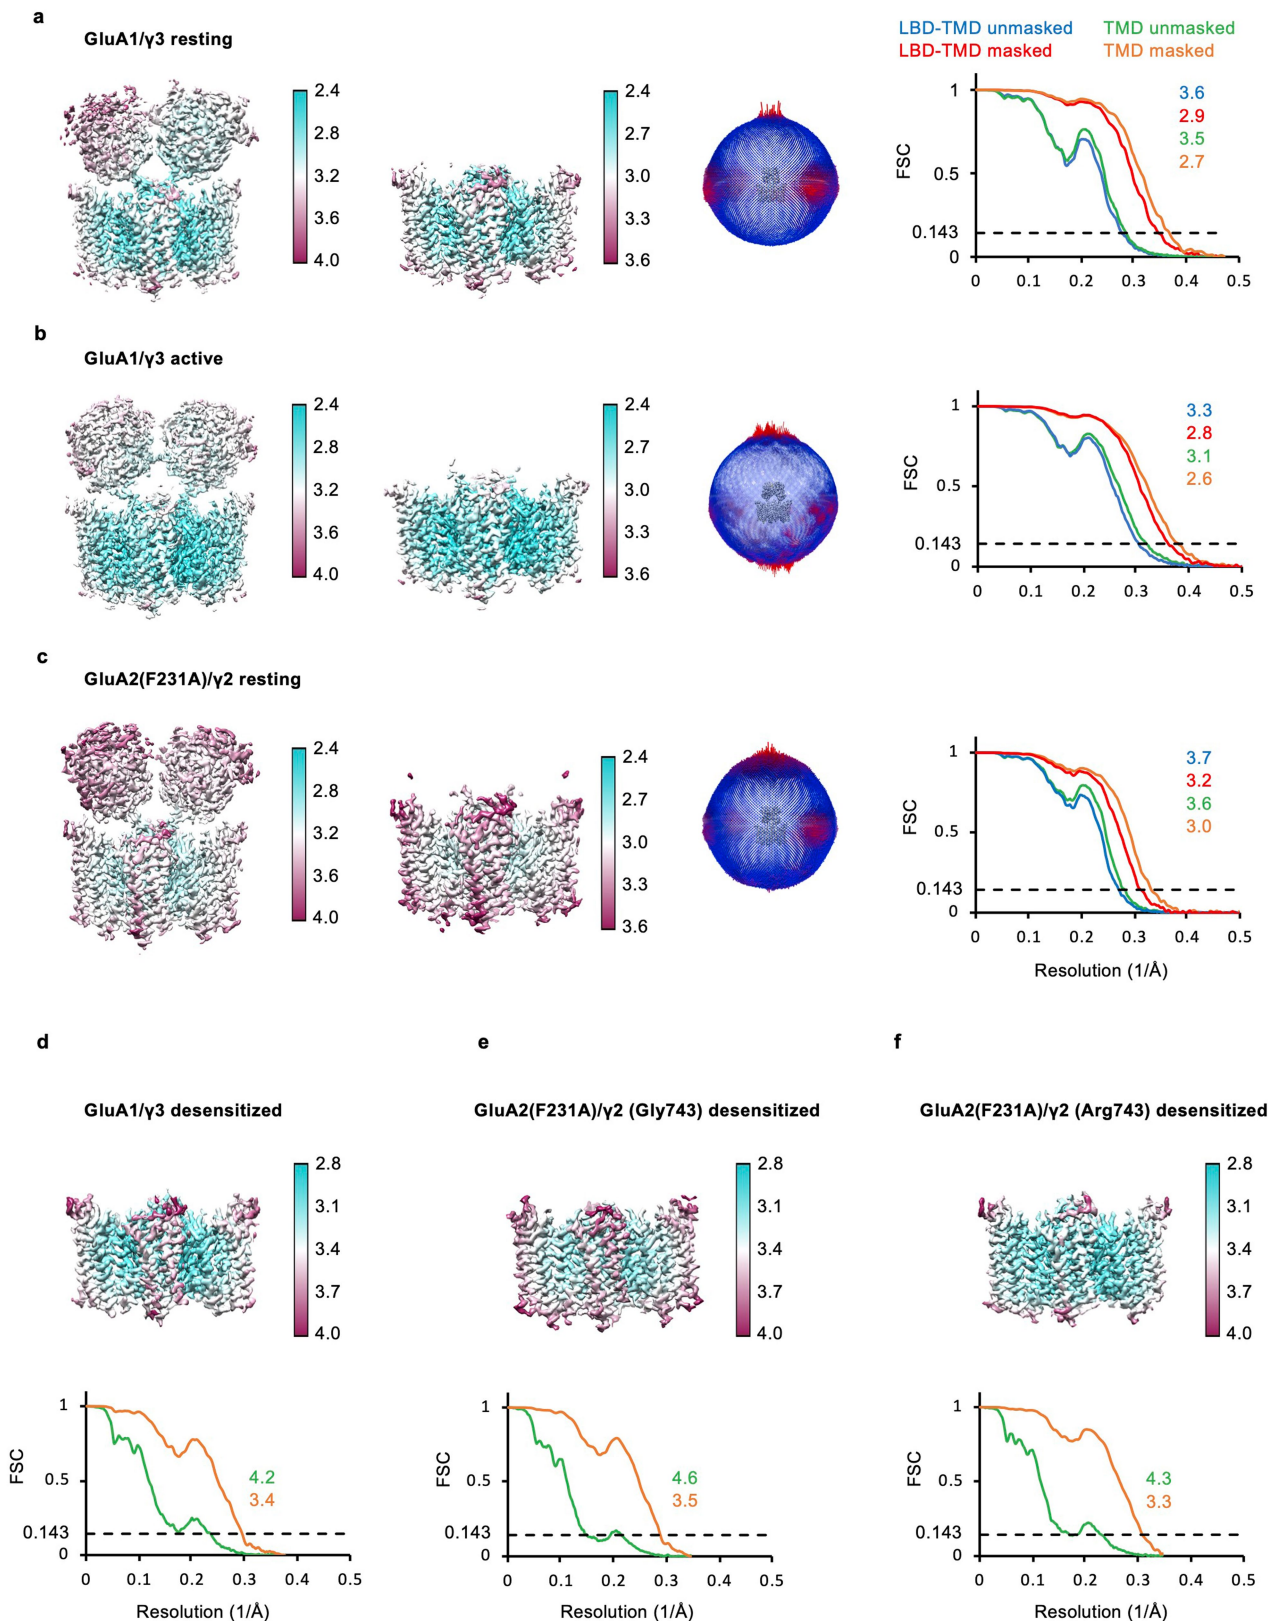 a
GluA1/γ3 resting
LBD-TMD unmasked
TMD unmasked
LBD-TMD masked
TMD masked
2.4
2.8
3.2
3.6
4.0
2.4
2.7
3.0
3.3
3.6
FSC
1
0.5
0.143
0
0 0.1 0.2 0.3 0.4 0.5
3.6
2.9
3.5
2.7
b
GluA1/γ3 active
2.4
2.8
3.2
3.6
4.0
2.4
2.7
3.0
3.3
3.6
FSC
1
0.5
0.143
0
0 0.1 0.2 0.3 0.4 0.5
3.3
2.8
3.1
2.6
c
GluA2(F231A)/γ2 resting
2.4
2.8
3.2
3.6
4.0
2.4
2.7
3.0
3.3
3.6
FSC
1
0.5
0.143
0
0 0.1 0.2 0.3 0.4 0.5
Resolution (1/Å)
3.7
3.2
3.6
3.0
d
GluA1/γ3 desensitized
2.8
3.1
3.4
3.7
4.0
FSC
1
0.5
0.143
0
0 0.1 0.2 0.3 0.4 0.5
Resolution (1/Å)
4.2
3.4
e
GluA2(F231A)/γ2 (Gly743) desensitized
2.8
3.1
3.4
3.7
4.0
FSC
1
0.5
0.143
0
0 0.1 0.2 0.3 0.4 0.5
Resolution (1/Å)
4.6
3.5
f
GluA2(F231A)/γ2 (Arg743) desensitized
2.8
3.1
3.4
3.7
4.0
FSC
1
0.5
0.143
0
0 0.1 0.2 0.3 0.4 0.5
Resolution (1/Å)
4.3
3.3